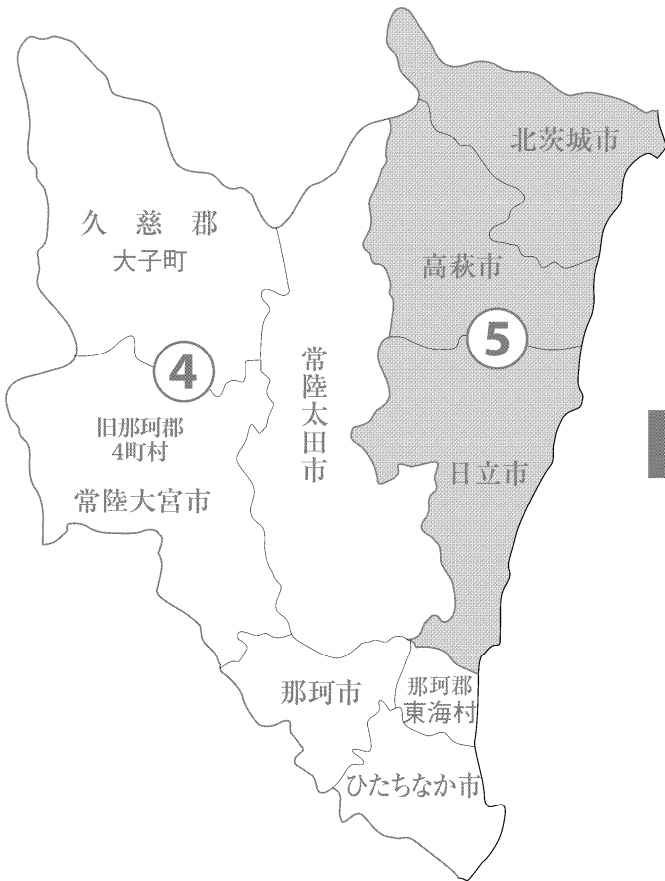 北茨城市
久慈郡
大子町
高萩市
5
4
常陸太田市
旧那珂郡
4町村
常陸大宮市
日立市
那珂市
那珂郡
東海村
ひたちなか市